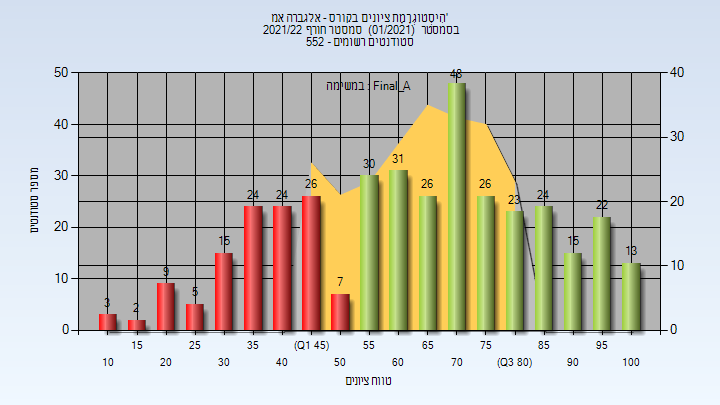 היסטוגרמת ציונים בקורס - אלגברה אמ'
בסמסטר (01/2021) סמסטר חורף 2021/22
סטודנטים רשומים - 552
במשימה : Final_A
מספר סטודנטים
50 40 30 20 10 0
40 30 20 10 0
3 2 9 5 15 24 24 26 7 30 31 26 48 26 23 24 15 22 13
15 25 35 (Q1 45) 55 65 75 85 95
10 20 30 40 50 60 70 (Q3 80) 90 100
טווח ציונים